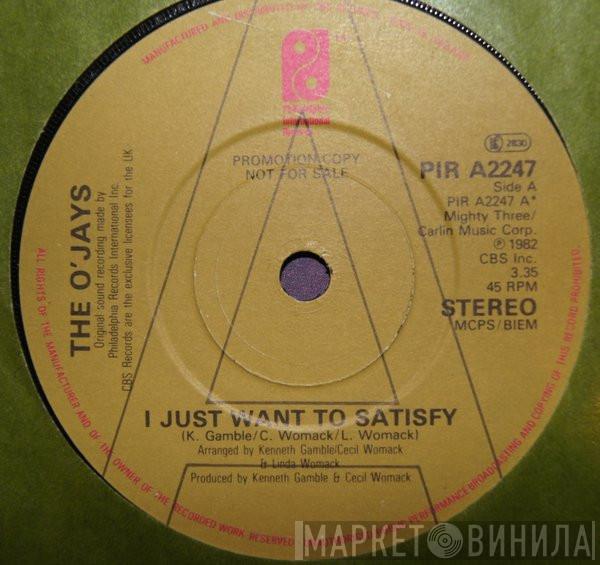 MANUFACTURED AND
Philadelphia
International
Records
PROMOTION COPY
NOT FOR SALE
2830
PIR A2247
Side A
PIR A2247 A*
Mighty Three/
Carlin Music Corp.
℗ 1982
CBS Inc.
3.35
45 RPM
STEREO
MCPS/BIEM
THE O'JAYS
Original sound recording made by
Philadelphia Records International Inc.
CBS Records are the exclusive licensees for the UK
I JUST WANT TO SATISFY
(K. Gamble/C. Womack/L. Womack)
Arranged by Kenneth Gamble/Cecil Womack
& Linda Womack
Produced by Kenneth Gamble & Cecil Womack
ALL RIGHTS OF THE MANUFACTURER AND OF THE OWNER OF THE RECORDED WORK RESERVED PERFORMANCE BROADCASTING AND COPYING OF THIS RECORD PROHIBITED.
МАРКЕТ ВИНИЛА